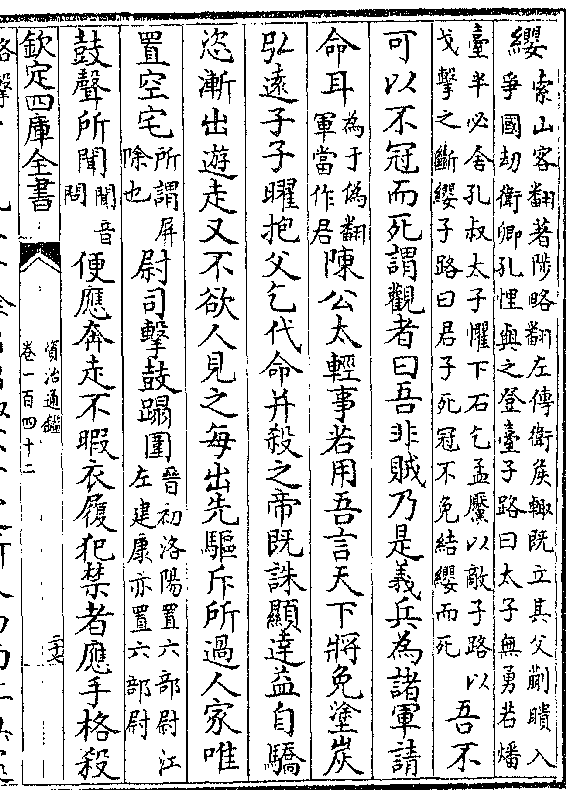 纓索山客翻著陟略翻左傳衛侯輙既立其父蒯聵入
爭國劫衛卿孔悝與之登臺子路曰太子無勇若燔
臺半必舍孔叔太子懼下石乞孟黶以敵子路以
戈擊之斷纓子路曰君子死冠不免結纓而死吾不
可以不冠而死謂觀者曰吾非賊乃是義兵為諸軍請
命耳為于偽翻
軍當作君陳公太輕事若用吾言天下將免塗炭
弘遠子子曜抱父乞代命并殺之帝既誅顯達益自驕
恣漸出遊走又不欲人見之每出先驅斥所過人家唯
置空宅所謂屏
除也尉司擊鼓蹋圍晉初洛陽置六部尉江
左建康亦置六部尉
鼓聲所聞聞音
問便應奔走不暇衣履犯禁者應手格殺
欽定四庫全書
資治通鑑
卷一百四十二
二十七